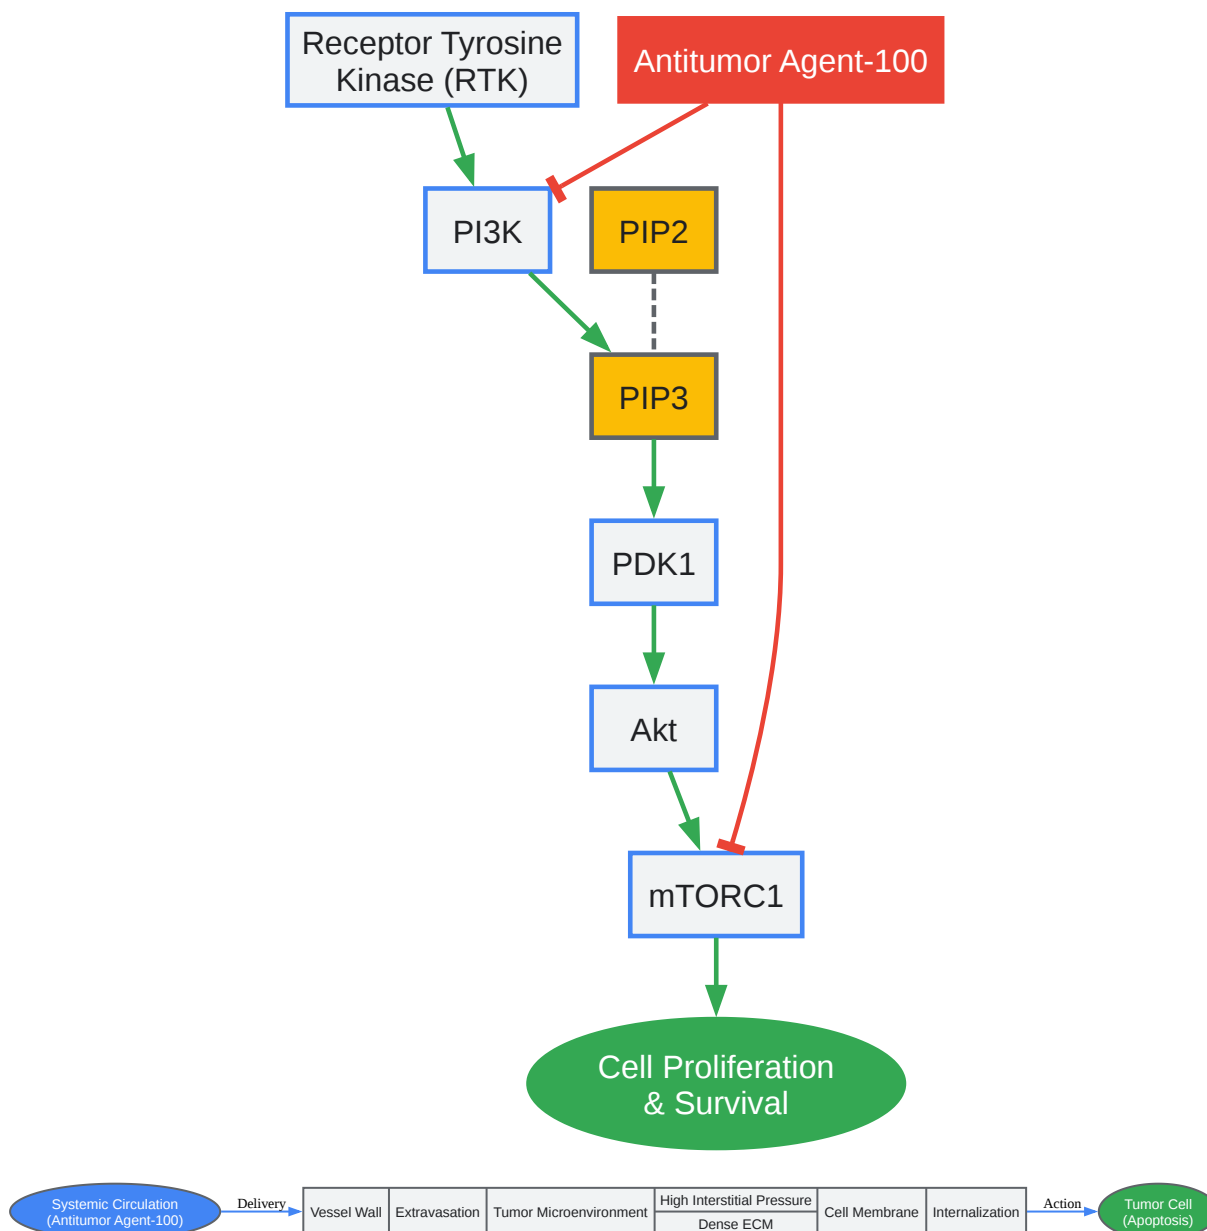 Receptor Tyrosine
Kinase (RTK)
Antitumor Agent-100
PI3K
PIP2
PIP3
PDK1
Akt
mTORC1
Cell Proliferation
& Survival
Systemic Circulation
(Antitumor Agent-100)
Delivery
Vessel Wall
Extravasation
Tumor Microenvironment
High Interstitial Pressure
Dense ECM
Cell Membrane
Internalization
Action
Tumor Cell
(Apoptosis)